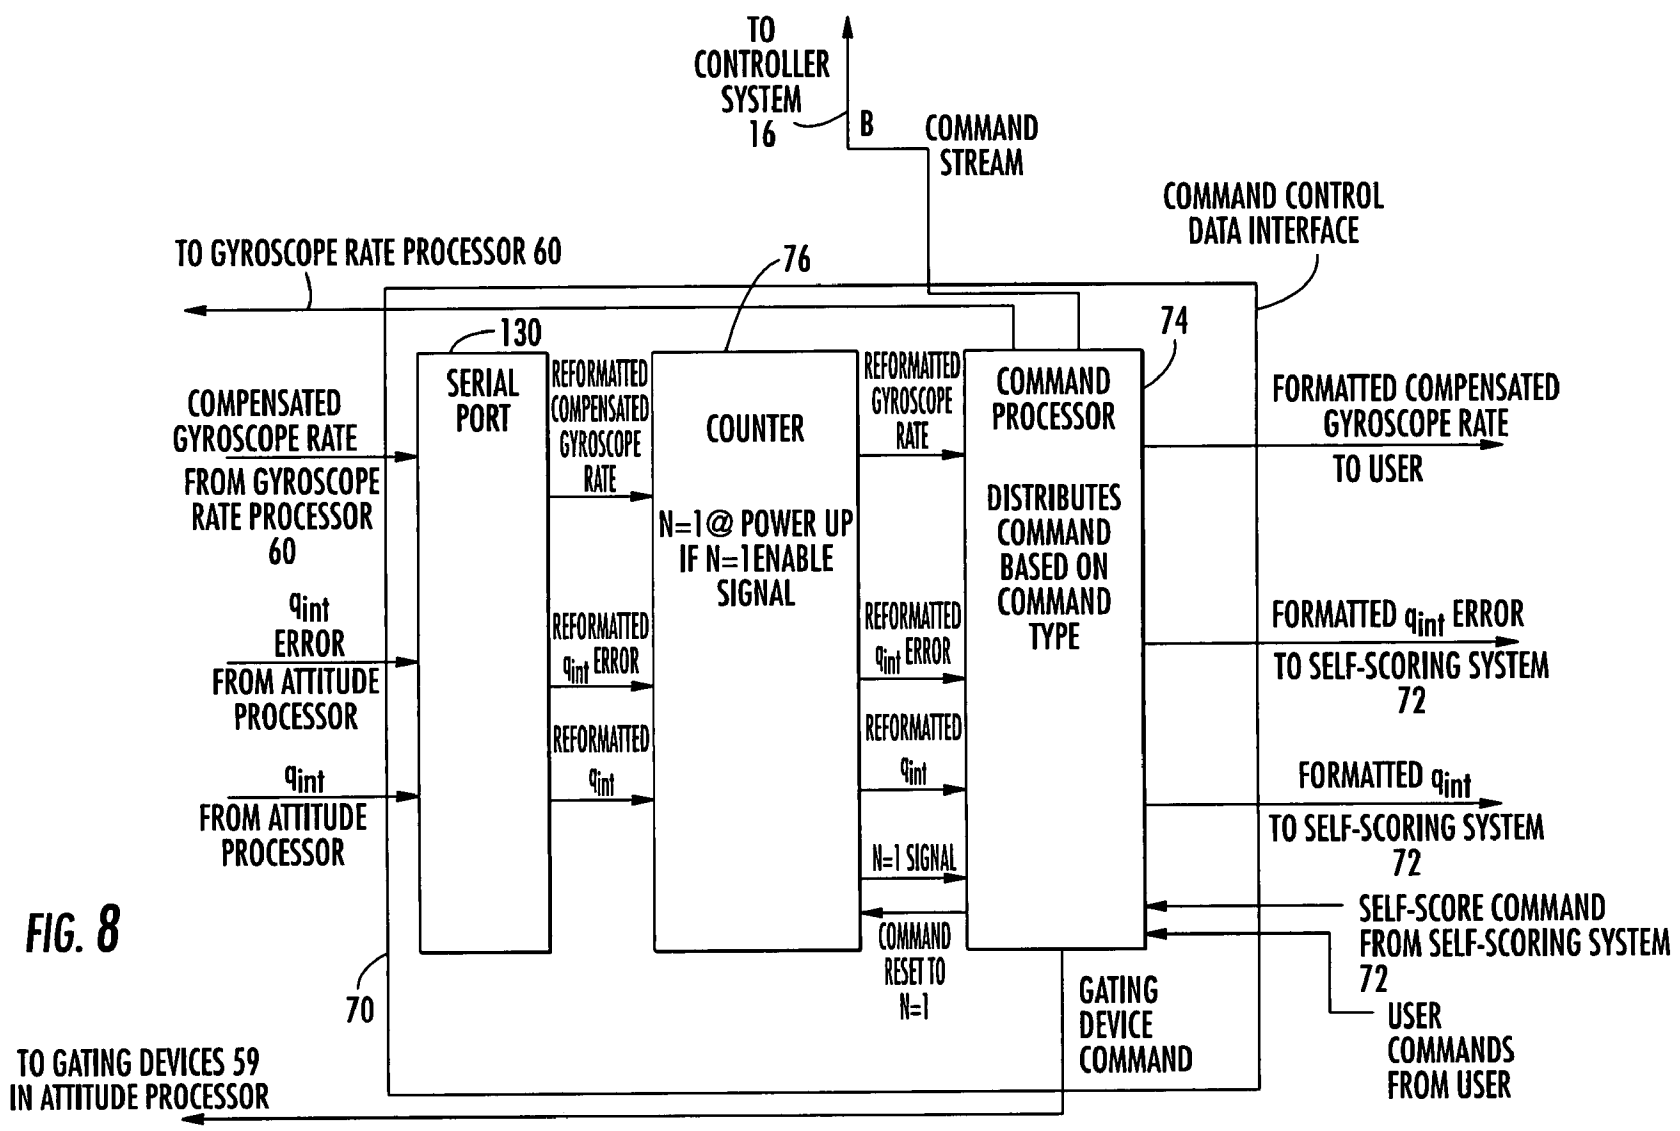 TO
CONTROLLER
SYSTEM
16
B
COMMAND
STREAM
COMMAND CONTROL
DATA INTERFACE
TO GYROSCOPE RATE PROCESSOR 60
76
130
74
SERIAL
PORT
REFORMATTED
COMPENSATED
GYROSCOPE
RATE
COUNTER
N=1@ POWER UP
IF N=1 ENABLE
SIGNAL
REFORMATTED
GYROSCOPE
RATE
COMMAND
PROCESSOR
DISTRIBUTES
COMMAND
BASED ON
COMMAND
TYPE
COMPENSATED
GYROSCOPE RATE
FROM GYROSCOPE
RATE PROCESSOR
60
FORMATTED COMPENSATED
GYROSCOPE RATE
TO USER
qint
ERROR
FROM ATTITUDE
PROCESSOR
REFORMATTED
qint ERROR
REFORMATTED
qint ERROR
FORMATTED qint ERROR
TO SELF-SCORING SYSTEM
72
qint
FROM ATTITUDE
PROCESSOR
REFORMATTED
qint
REFORMATTED
qint
FORMATTED qint
TO SELF-SCORING SYSTEM
72
N=1 SIGNAL
COMMAND
RESET TO
N=1
SELF-SCORE COMMAND
FROM SELF-SCORING SYSTEM
72
USER
COMMANDS
FROM USER
GATING
DEVICE
COMMAND
FIG. 8
70
TO GATING DEVICES 59
IN ATTITUDE PROCESSOR